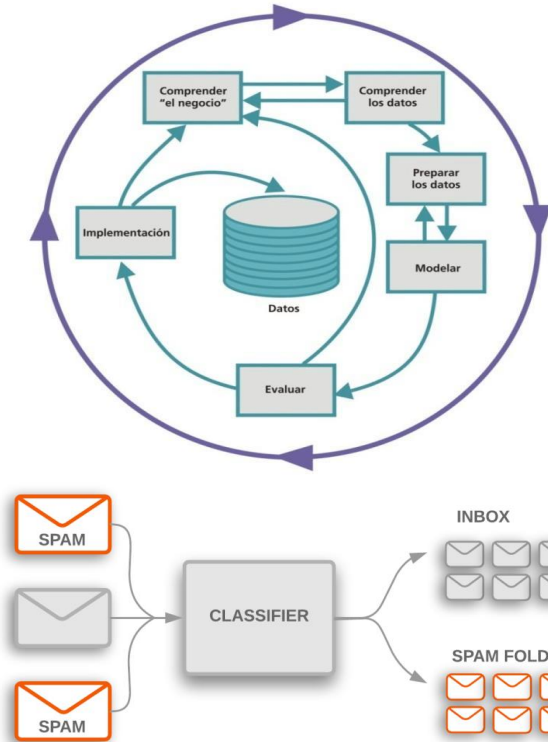 Comprender
"el negocio"
Comprender
los datos
Preparar
los datos
Implementación
Modelar
Datos
Evaluar
INBOX
SPAM
CLASSIFIER
SPAM FOLD
SPAM